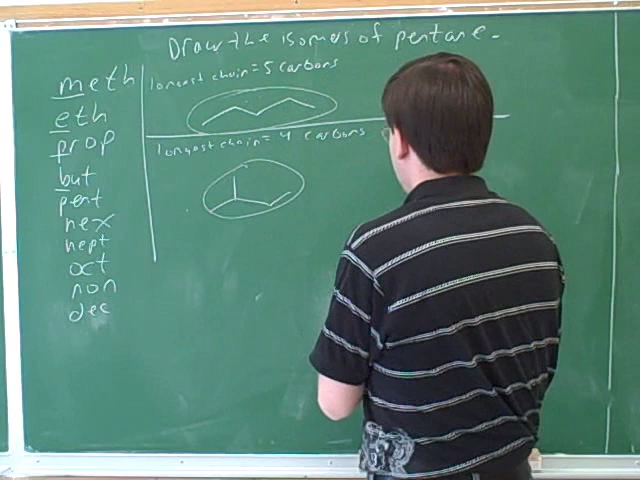 Draw the isomers of pentane.
meth
eth
prop
but
pent
hex
hept
oct
non
dec
longest chain = 5 carbons
longest chain = 4 carbons